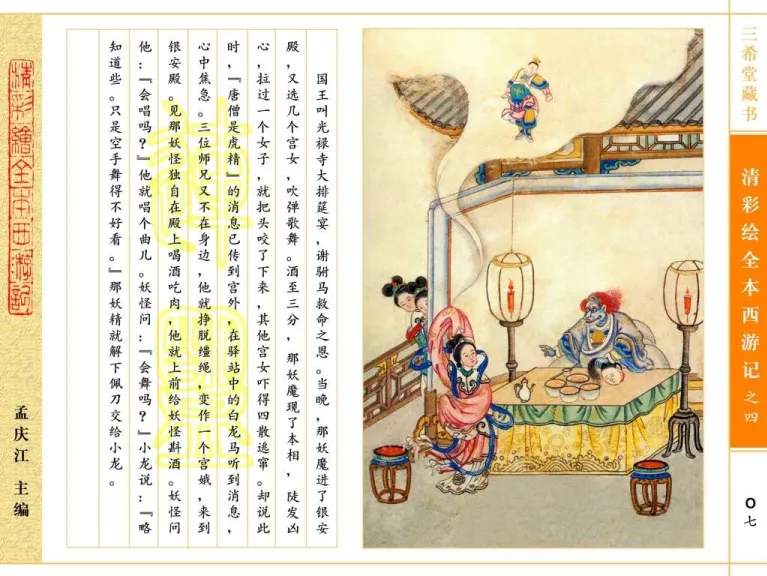 三希堂藏书
清彩绘全本西游记之四
〇七
国王叫光禄寺大排筵宴，谢驸马救命之恩。当晚，那妖魔进了银安
殿，又选几个宫女，吹弹歌舞。酒至三分，那妖魔现了本相，陡发凶
心，拉过一个女子，就把头咬了下来，其他宫女吓得四散逃窜。却说此
时，『唐僧是虎精』的消息已传到宫外，在驿站中的白龙马听到消息，
心中焦急。三位师兄又不在身边，他就挣脱缰绳，变作一个宫娥，来到
银安殿。见那妖怪独自在殿上喝酒吃肉，他就上前给妖怪斟酒。妖怪问
他：『会唱吗？』他就唱个曲儿。妖怪问：『会舞吗？』小龙说：『略
知道些。只是空手舞得不好看。』那妖精就解下佩刀交给小龙。
清彩繪全本西游記
孟庆江 主编